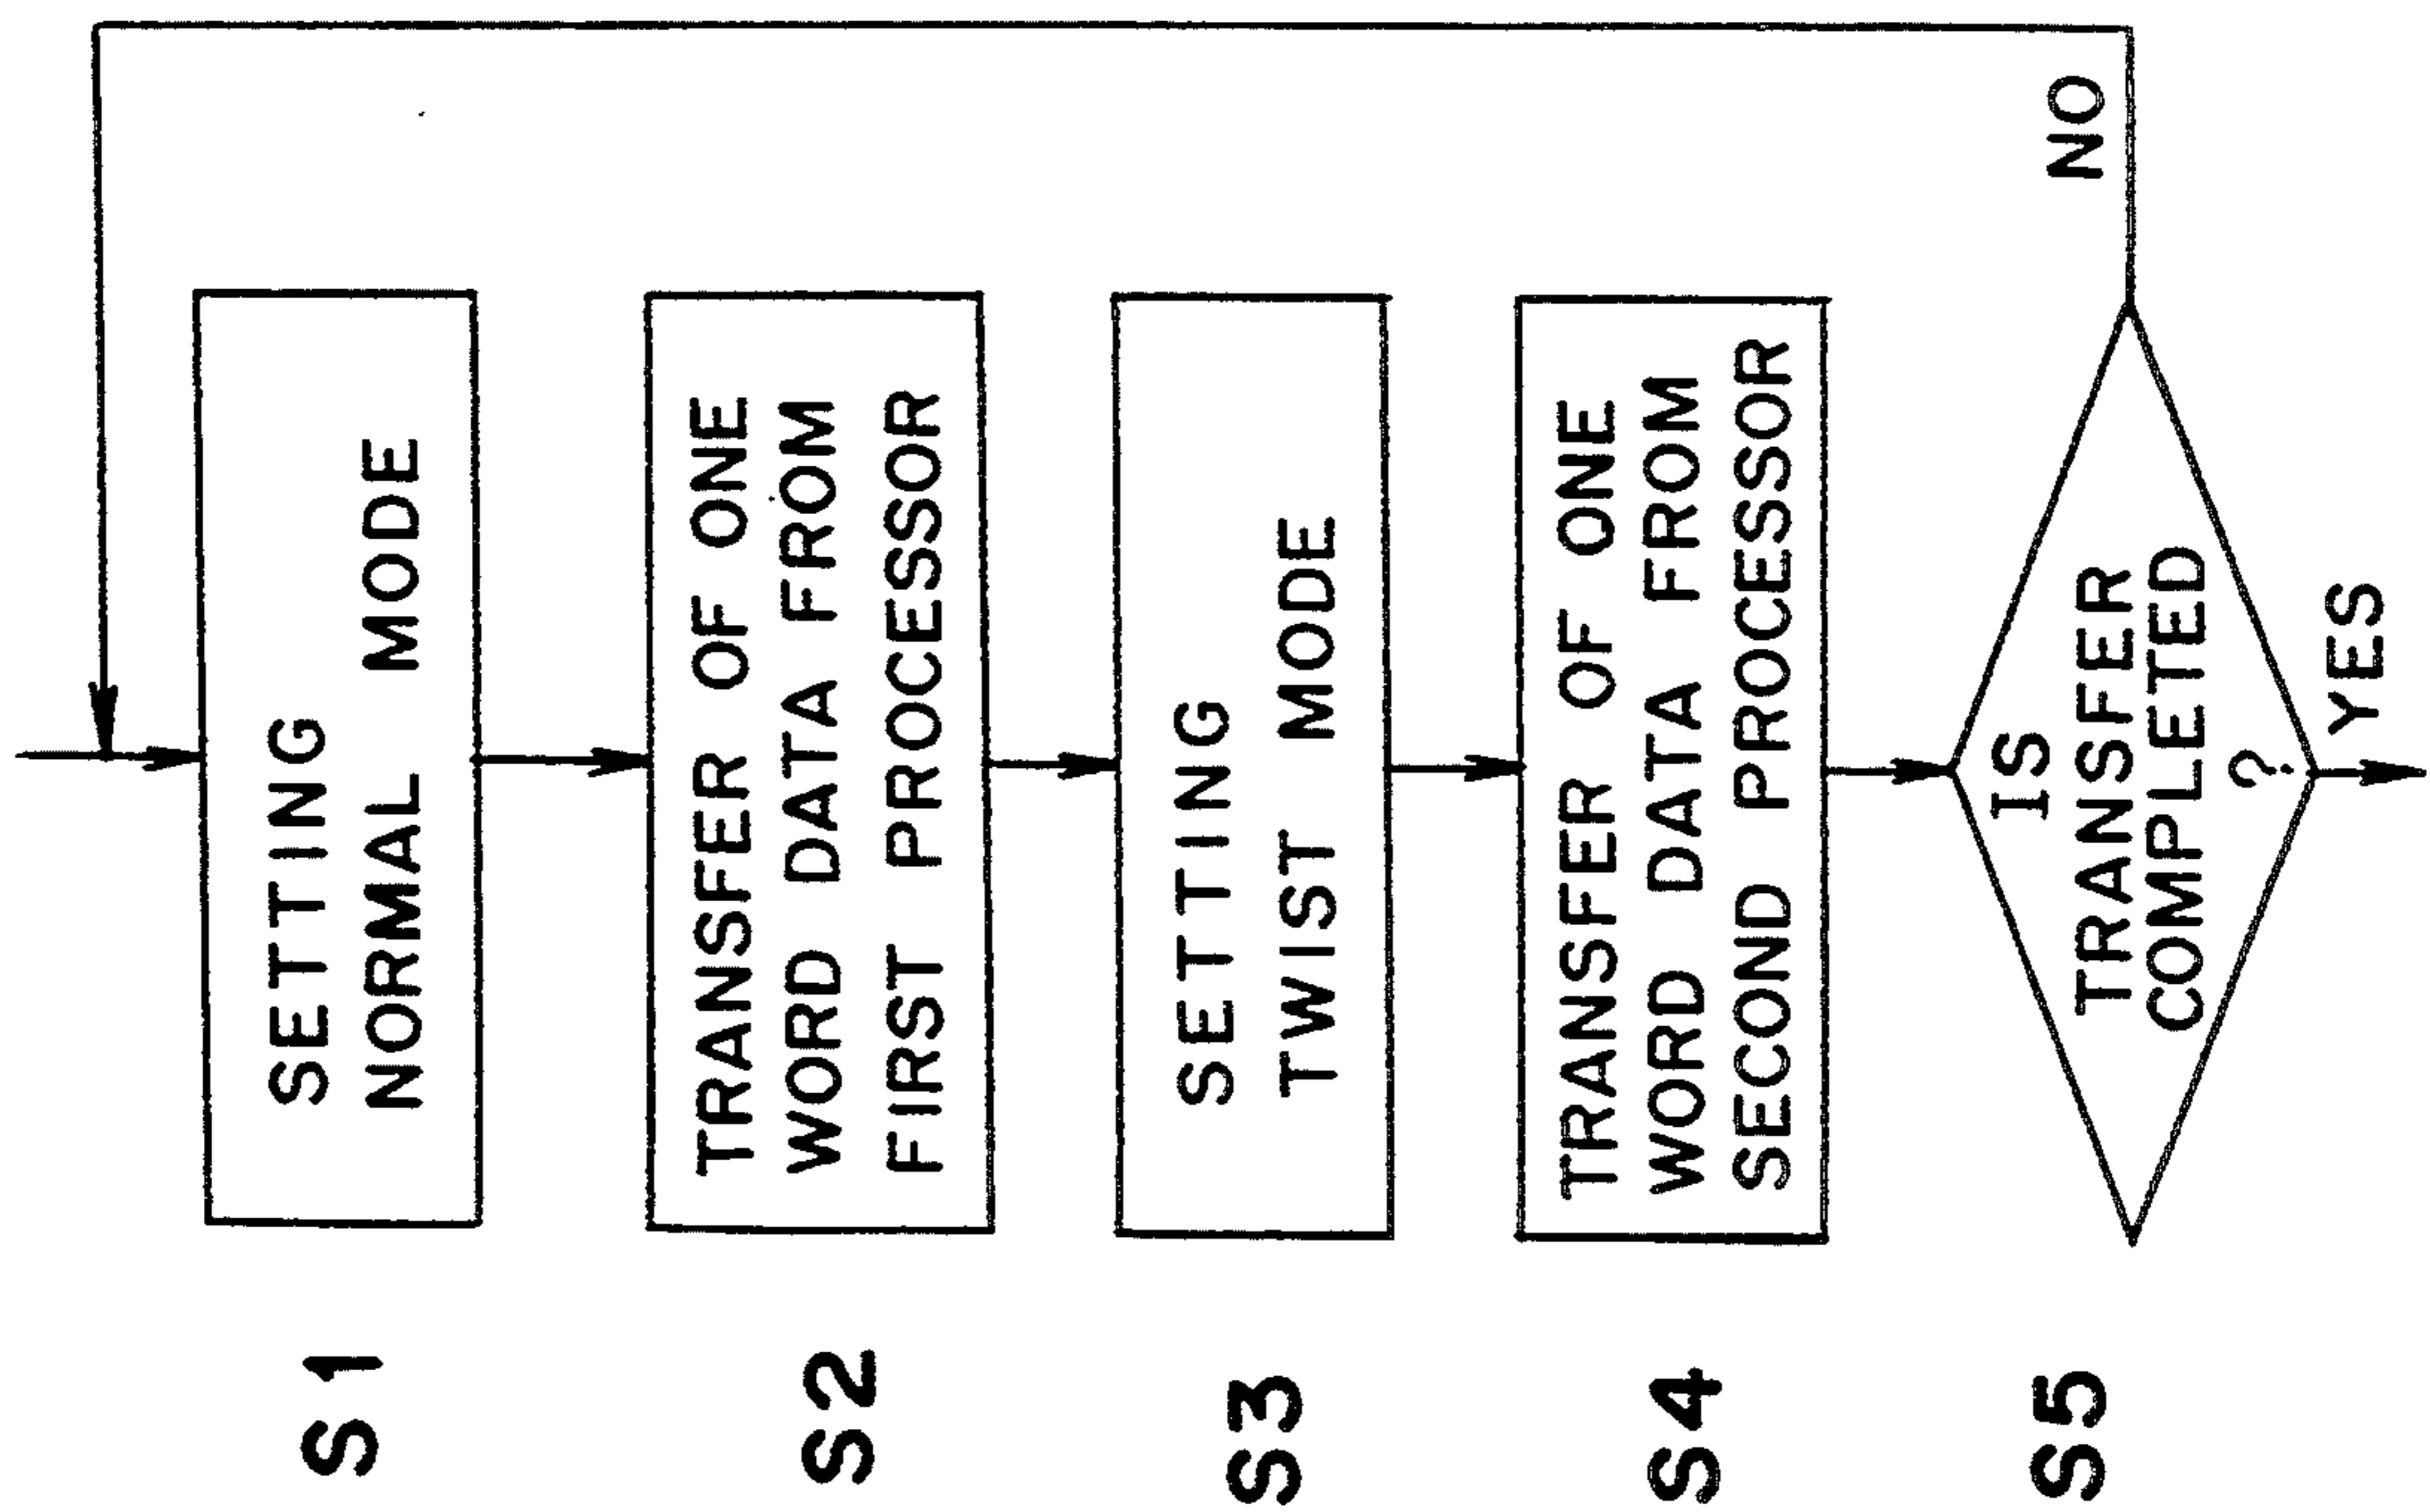 S1
SETTING
NORMAL MODE
S2
TRANSFER OF ONE
WORD DATA FROM
FIRST PROCESSOR
S3
SETTING
TWIST MODE
S4
TRANSFER OF ONE
WORD DATA FROM
SECOND PROCESSOR
S5
IS
TRANSFER
COMPLETED
?
NO
YES